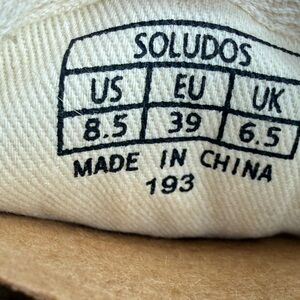 SOLUDOS
US EU UK
8.5 39 6.5
MADE IN CHINA
193